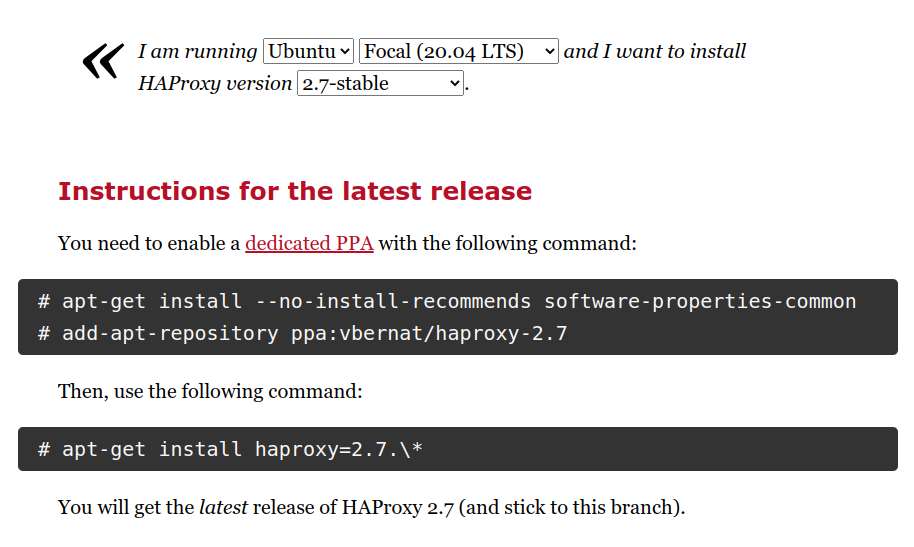 « I am running Ubuntu Focal (20.04 LTS) and I want to install
HAProxy version 2.7-stable.
Instructions for the latest release
You need to enable a dedicated PPA with the following command:
# apt-get install --no-install-recommends software-properties-common
# add-apt-repository ppa:vbernat/haproxy-2.7
Then, use the following command:
# apt-get install haproxy=2.7.\*
You will get the latest release of HAProxy 2.7 (and stick to this branch).